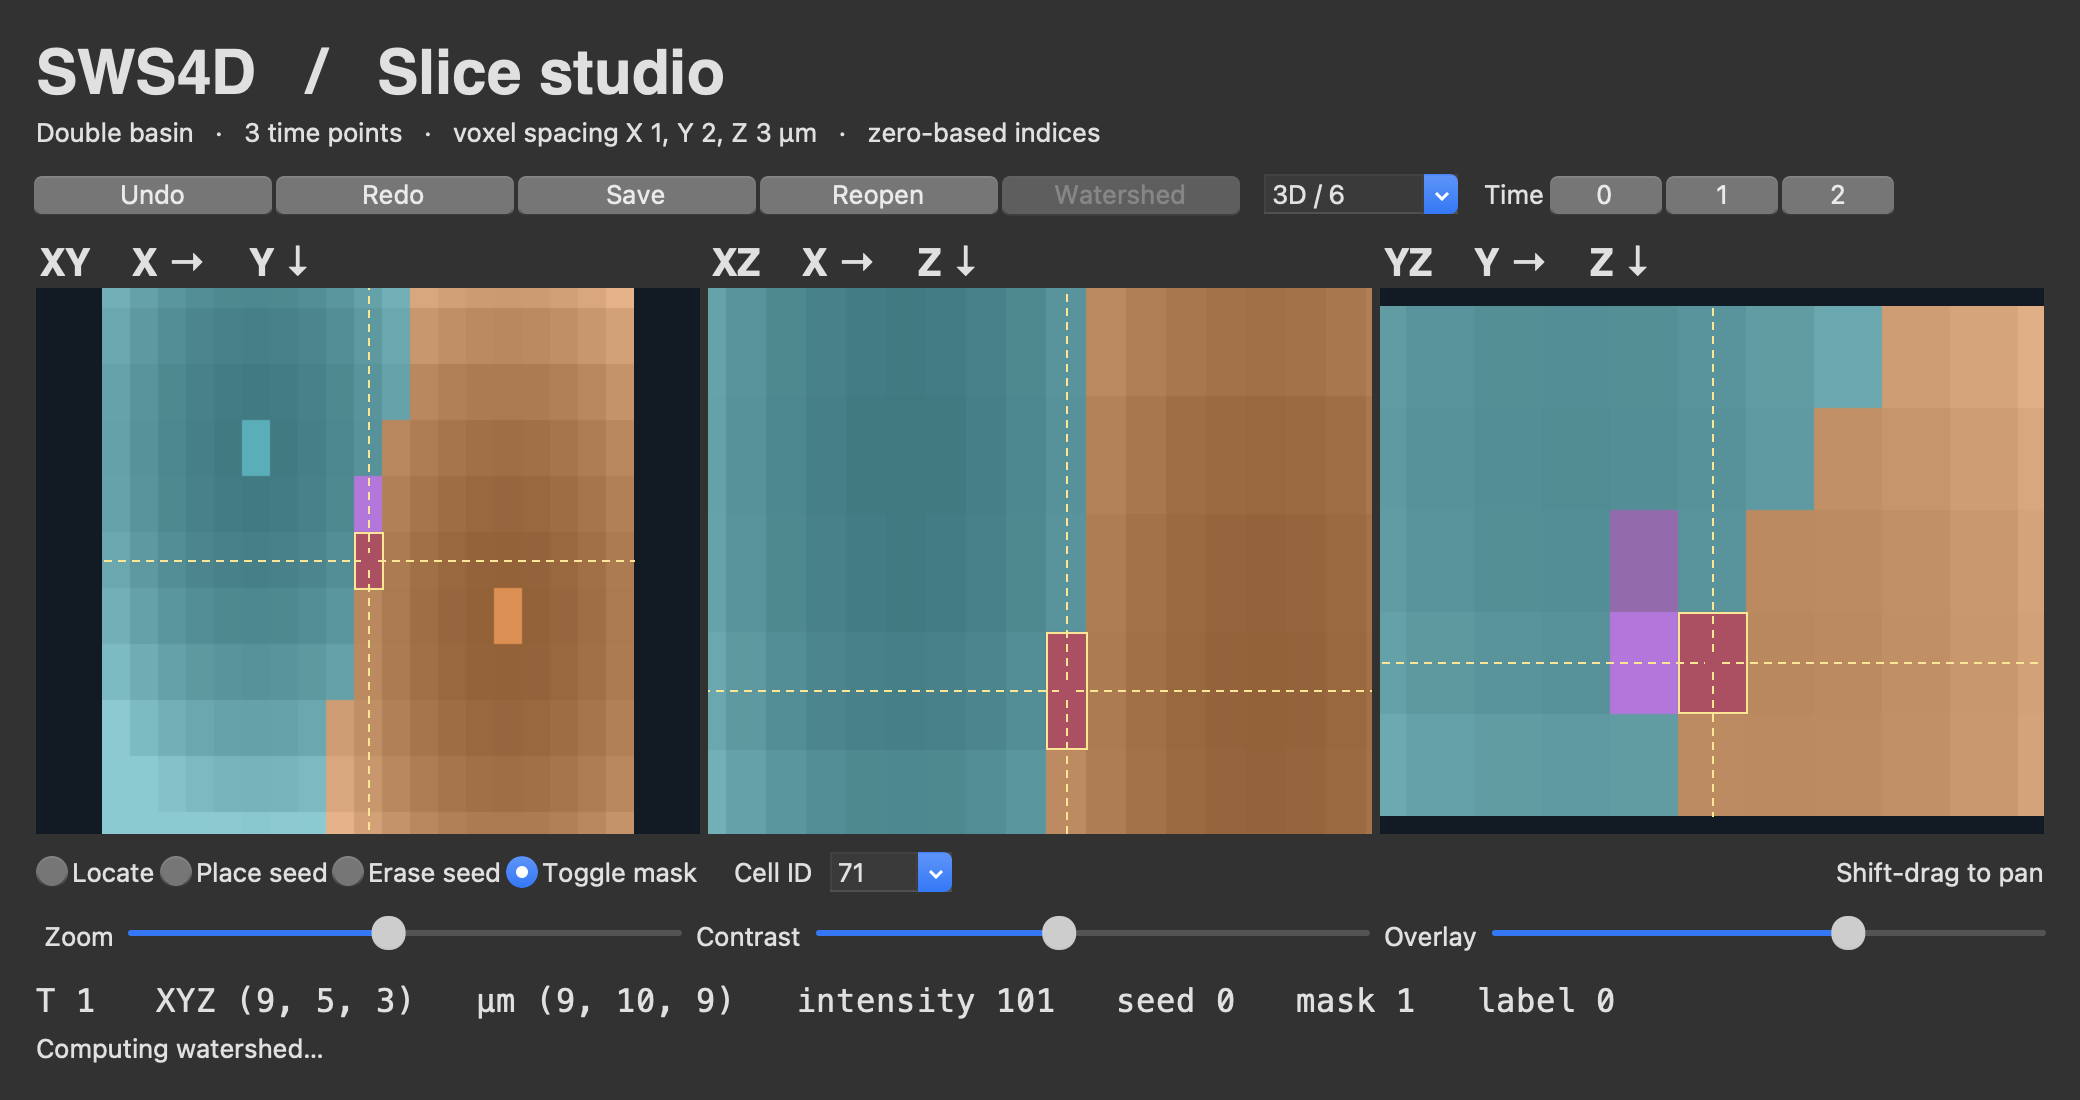 SWS4D / Slice studio
Double basin · 3 time points · voxel spacing X 1, Y 2, Z 3 µm · zero-based indices
Undo Redo Save Reopen Watershed 3D / 6 Time 0 1 2
XY X → Y ↓ XZ X → Z ↓ YZ Y → Z ↓
Locate Place seed Erase seed Toggle mask Cell ID 71 Shift-drag to pan
Zoom Contrast Overlay
T 1 XYZ (9, 5, 3) µm (9, 10, 9) intensity 101 seed 0 mask 1 label 0
Computing watershed...